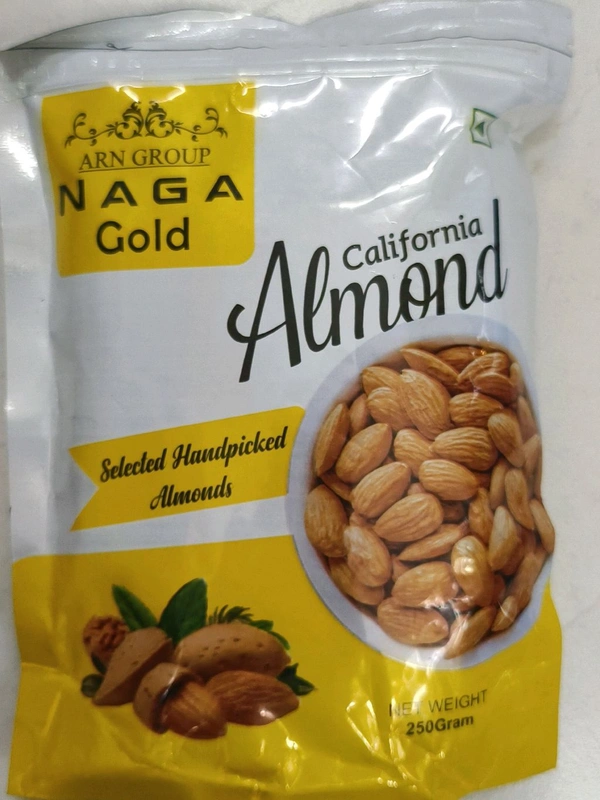 ARN GROUP
NAGA
Gold
California
Almond
Selected Handpicked
Almonds
NET WEIGHT
250Gram